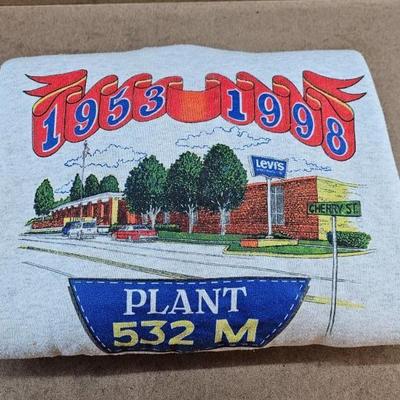 1953 1998
Levi's
CHERRY ST.
PLANT
532 M